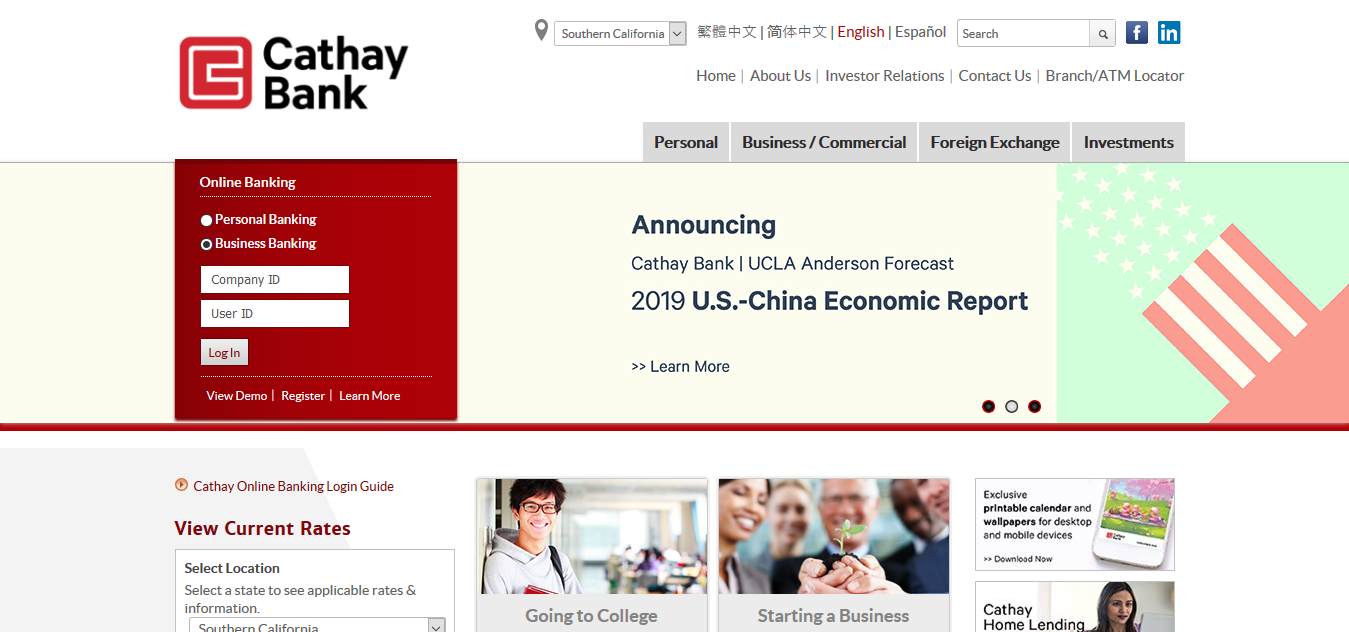 Cathay
Bank
Southern California
繁體中文 | 简体中文 | English | Español
Search
f
in
Home | About Us | Investor Relations | Contact Us | Branch/ATM Locator
Personal
Business / Commercial
Foreign Exchange
Investments
Online Banking
Personal Banking
Business Banking
Company ID
User ID
Log In
View Demo | Register | Learn More
Announcing
Cathay Bank | UCLA Anderson Forecast
2019 U.S.-China Economic Report
>> Learn More
Cathay Online Banking Login Guide
View Current Rates
Select Location
Select a state to see applicable rates &
information.
Southern California
Going to College
Starting a Business
Exclusive
printable calendar and
wallpapers for desktop
and mobile devices
>> Download Now
Cathay
Home Lending